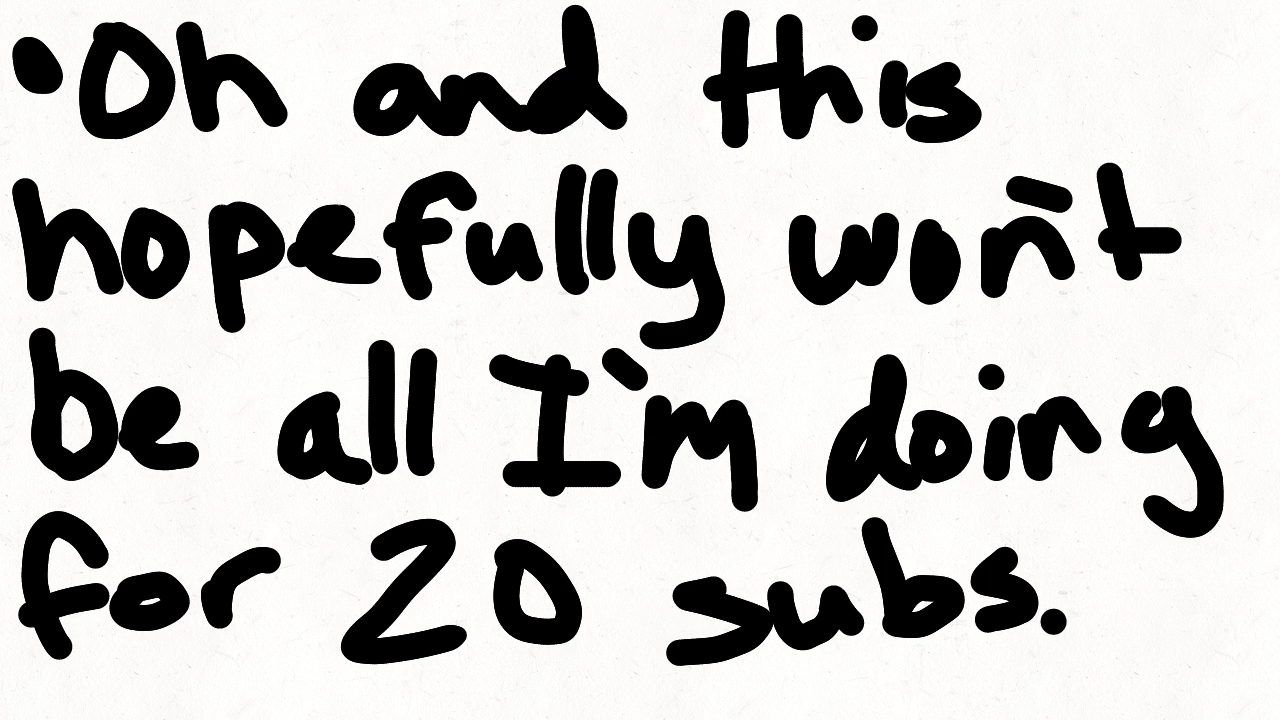 •Oh and this
hopefully won't
be all I'm doing
for 20 subs.